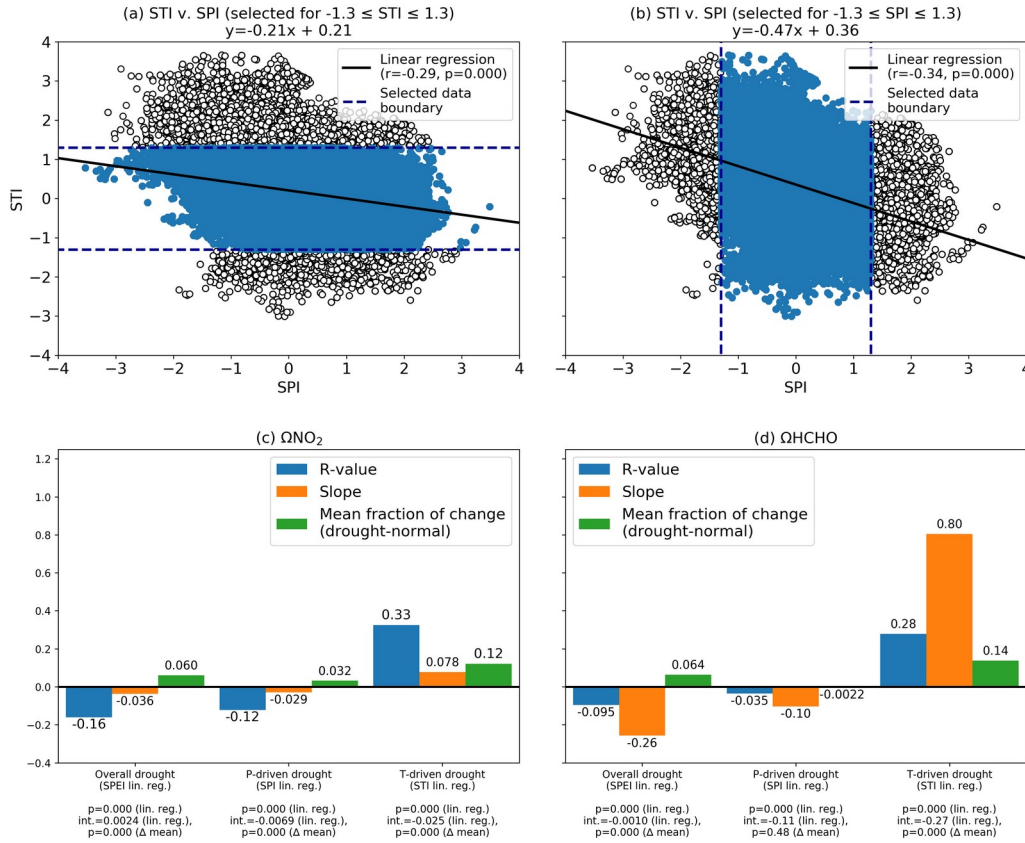 (a) STI v. SPI (selected for -1.3 ≤ STI ≤ 1.3)
y=-0.21x + 0.21
Linear regression
(r=-0.29, p=0.000)
Selected data
boundary
4
3
2
1
0
−1
−2
−3
−4
STI
−4 −3 −2 −1 0 1 2 3 4
SPI
(b) STI v. SPI (selected for -1.3 ≤ SPI ≤ 1.3)
y=-0.47x + 0.36
Linear regression
(r=-0.34, p=0.000)
Selected data
boundary
−4 −3 −2 −1 0 1 2 3 4
SPI
(c) ΩNO₂
R-value
Slope
Mean fraction of change
(drought-normal)
1.2
1.0
0.8
0.6
0.4
0.2
0.0
−0.2
−0.4
-0.16
-0.036
0.060
-0.12
-0.029
0.032
0.33
0.078
0.12
Overall drought
(SPEI lin. reg.)
p=0.000 (lin. reg.)
int.=0.0024 (lin. reg.),
p=0.000 (Δ mean)
P-driven drought
(SPI lin. reg.)
p=0.000 (lin. reg.)
int.=-0.0069 (lin. reg.),
p=0.000 (Δ mean)
T-driven drought
(STI lin. reg.)
p=0.000 (lin. reg.)
int.=-0.025 (lin. reg.),
p=0.000 (Δ mean)
(d) ΩHCHO
R-value
Slope
Mean fraction of change
(drought-normal)
-0.095
-0.26
0.064
-0.035
-0.10
-0.0022
0.28
0.80
0.14
Overall drought
(SPEI lin. reg.)
p=0.000 (lin. reg.)
int.=-0.0010 (lin. reg.),
p=0.000 (Δ mean)
P-driven drought
(SPI lin. reg.)
p=0.000 (lin. reg.)
int.=-0.11 (lin. reg.),
p=0.48 (Δ mean)
T-driven drought
(STI lin. reg.)
p=0.000 (lin. reg.)
int.=-0.27 (lin. reg.),
p=0.000 (Δ mean)